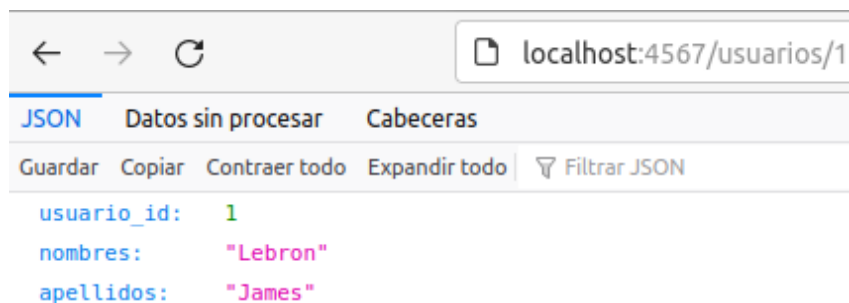 localhost:4567/usuarios/1
JSON Datos sin procesar Cabeceras
Guardar Copiar Contraer todo Expandir todo Filtrar JSON
usuario_id: 1
nombres: "Lebron"
apellidos: "James"